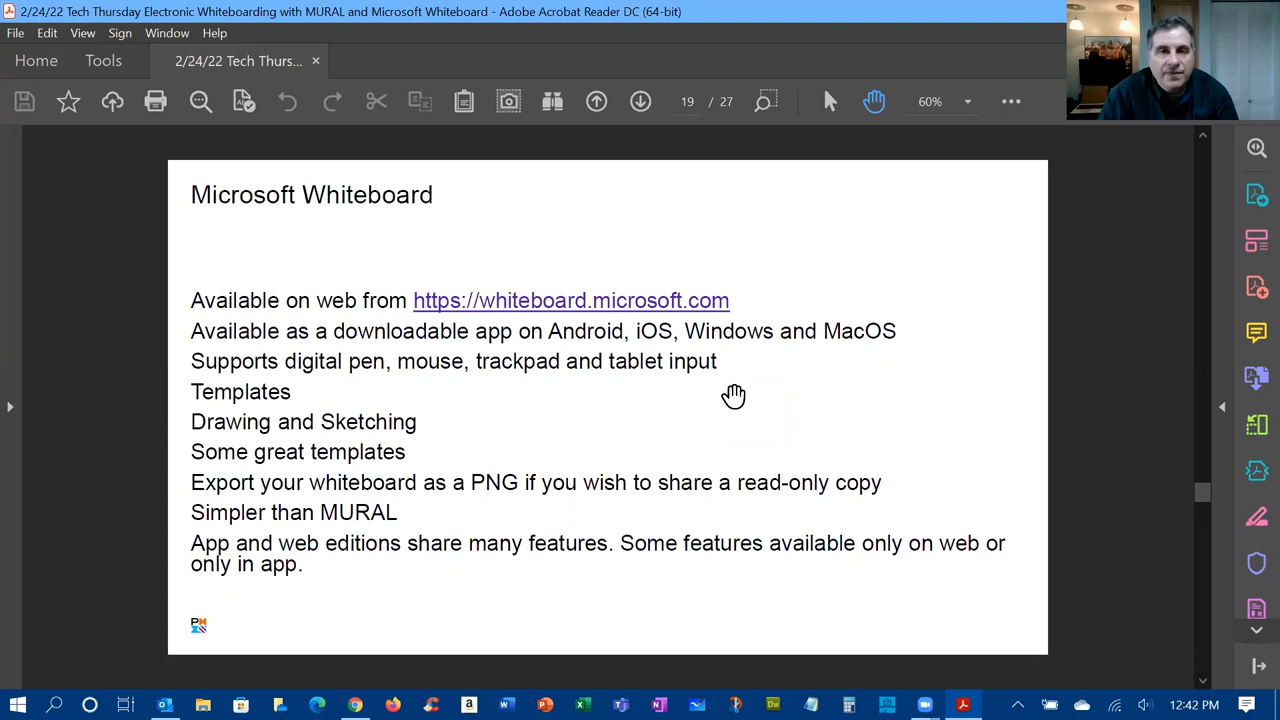 2/24/22 Tech Thursday Electronic Whiteboarding with MURAL and Microsoft Whiteboard - Adobe Acrobat Reader DC (64-bit)
File Edit View Sign Window Help
Home Tools 2/24/22 Tech Thurs... ×
19 / 27 60%
Microsoft Whiteboard
Available on web from https://whiteboard.microsoft.com
Available as a downloadable app on Android, iOS, Windows and MacOS
Supports digital pen, mouse, trackpad and tablet input
Templates
Drawing and Sketching
Some great templates
Export your whiteboard as a PNG if you wish to share a read-only copy
Simpler than MURAL
App and web editions share many features. Some features available only on web or
only in app.
12:42 PM